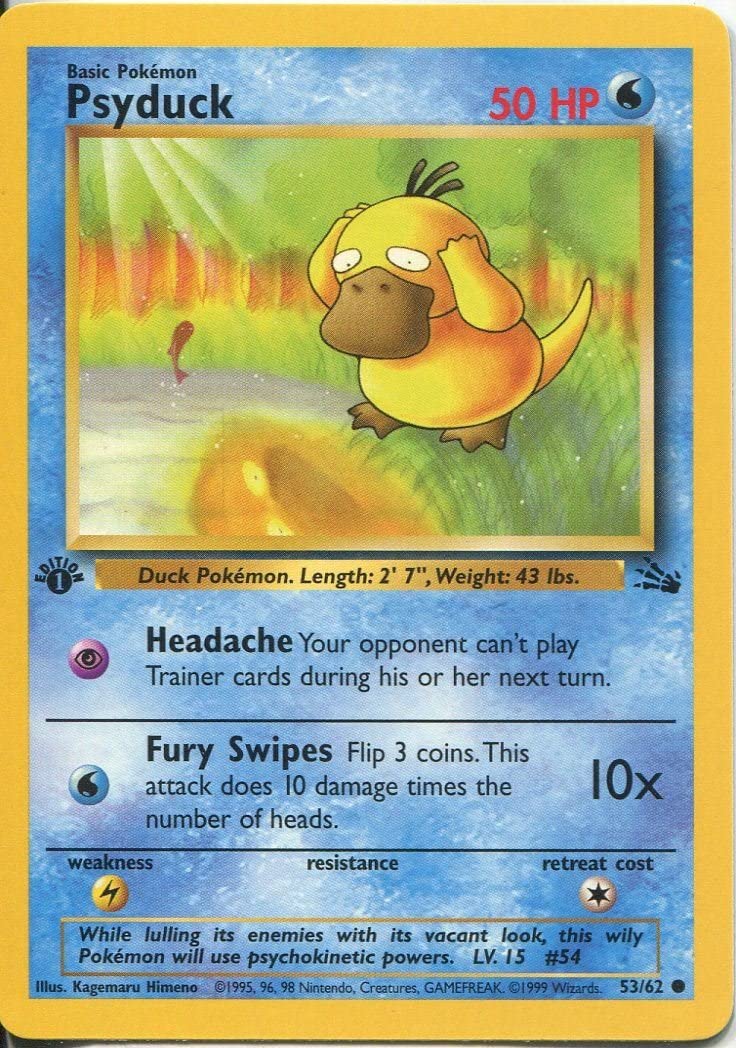 Basic Pokémon
Psyduck
50 HP
EDITION
1
Duck Pokémon. Length: 2' 7", Weight: 43 lbs.
Headache Your opponent can't play
Trainer cards during his or her next turn.
Fury Swipes Flip 3 coins. This
attack does 10 damage times the
number of heads.
10x
weakness resistance retreat cost
While lulling its enemies with its vacant look, this wily
Pokémon will use psychokinetic powers. LV. 15 #54
Illus. Kagemaru Himeno ©1995, 96, 98 Nintendo, Creatures, GAMEFREAK. ©1999 Wizards. 53/62